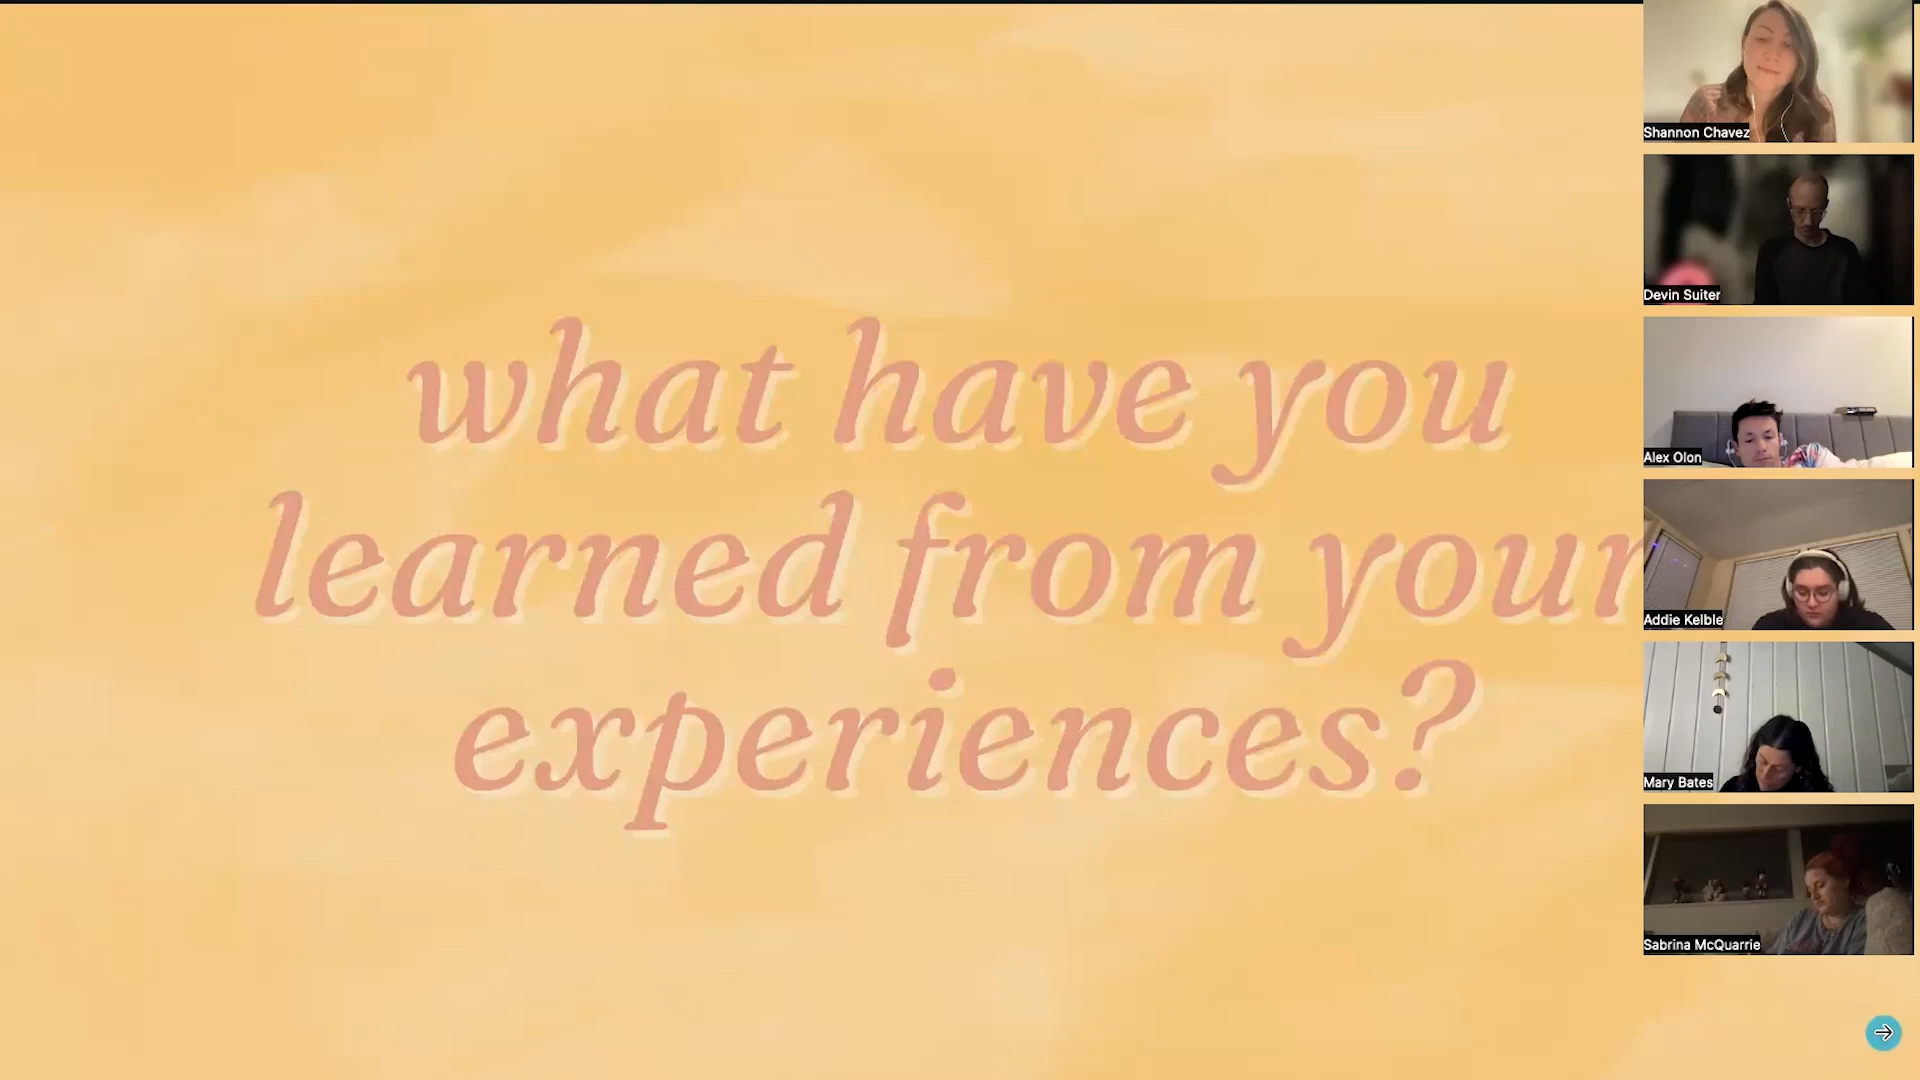 what have you
learned from your
experiences?
Shannon Chavez
Devin Suiter
Alex Olon
Addie Kelble
Mary Bates
Sabrina McQuarrie